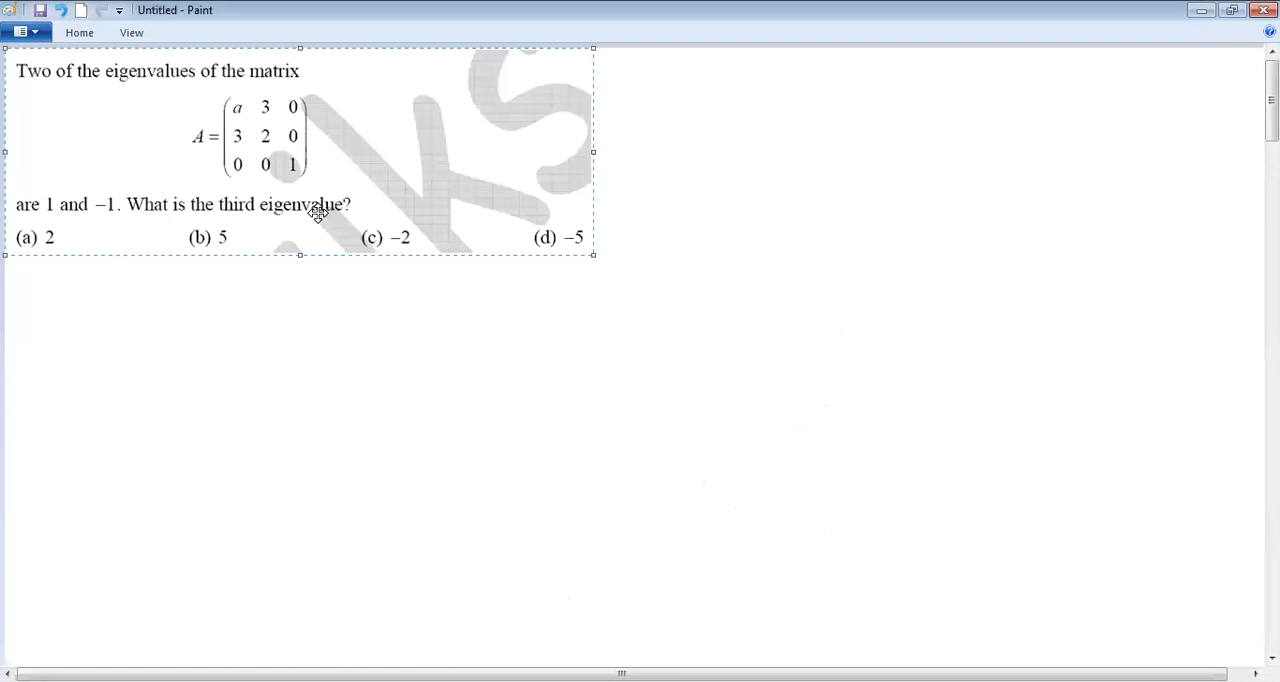 Untitled - Paint
Home View
Two of the eigenvalues of the matrix
a 3 0
A = 3 2 0
0 0 1
are 1 and −1. What is the third eigenvalue?
(a) 2 (b) 5 (c) −2 (d) −5